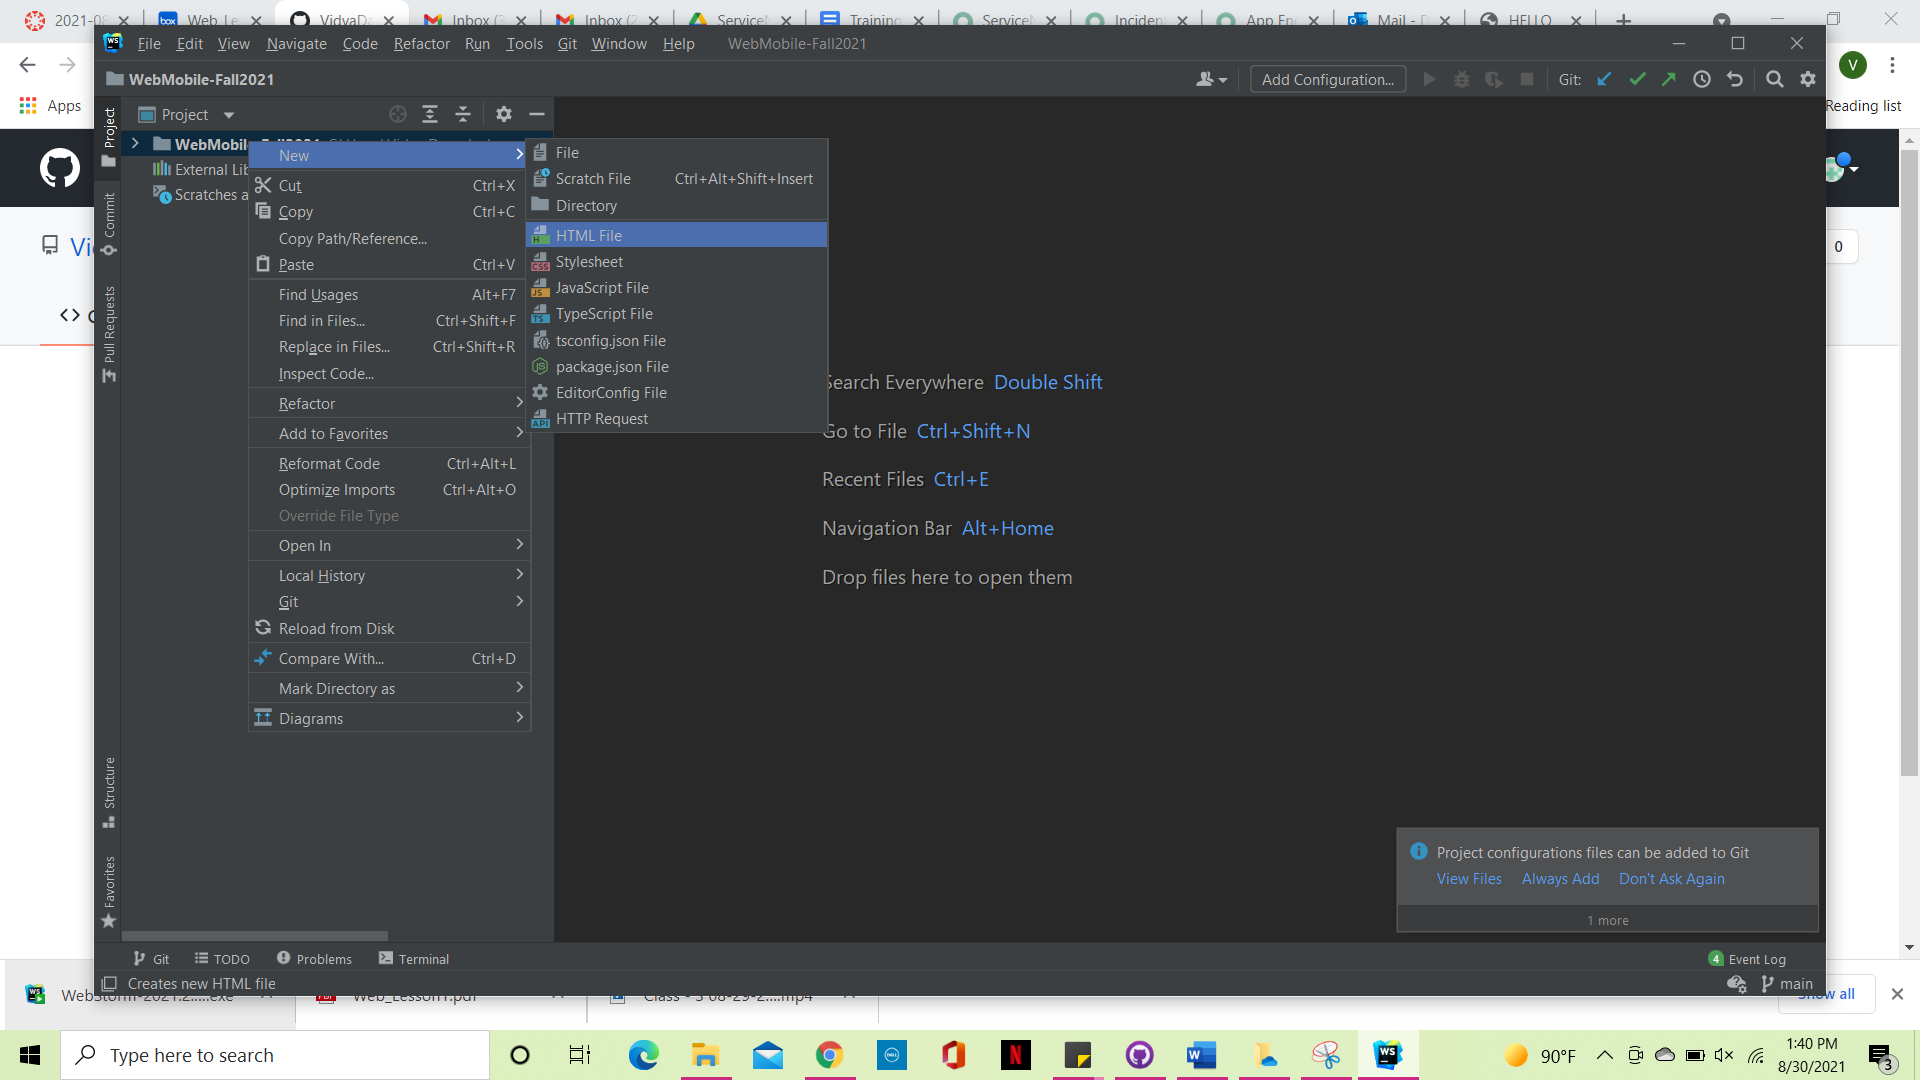 2021-08
Web_Le
VidyaDa
Inbox (3
Inbox (2
ServiceN
Training
ServiceN
Incident
App Eng
Mail - D
HELLO
File Edit View Navigate Code Refactor Run Tools Git Window Help WebMobile-Fall2021
WebMobile-Fall2021
Add Configuration...
Git:
V
Apps
Reading list
Project
Project
WebMobil
External Lib
Scratches a
Commit
Pull Requests
Structure
Favorites
Vi
0
New
Cut Ctrl+X
Copy Ctrl+C
Copy Path/Reference...
Paste Ctrl+V
Find Usages Alt+F7
Find in Files... Ctrl+Shift+F
Replace in Files... Ctrl+Shift+R
Inspect Code...
Refactor
Add to Favorites
Reformat Code Ctrl+Alt+L
Optimize Imports Ctrl+Alt+O
Override File Type
Open In
Local History
Git
Reload from Disk
Compare With... Ctrl+D
Mark Directory as
Diagrams
File
Scratch File Ctrl+Alt+Shift+Insert
Directory
HTML File
Stylesheet
JavaScript File
TypeScript File
tsconfig.json File
package.json File
EditorConfig File
HTTP Request
Search Everywhere Double Shift
Go to File Ctrl+Shift+N
Recent Files Ctrl+E
Navigation Bar Alt+Home
Drop files here to open them
Project configurations files can be added to Git
View Files Always Add Don't Ask Again
1 more
Git TODO Problems Terminal
4 Event Log
Creates new HTML file
main
WebStorm-2021.2.....exe
Web_Lesson1.pdf
Class - 3 08-29-2....mp4
Show all
Type here to search
90°F
1:40 PM
8/30/2021
3